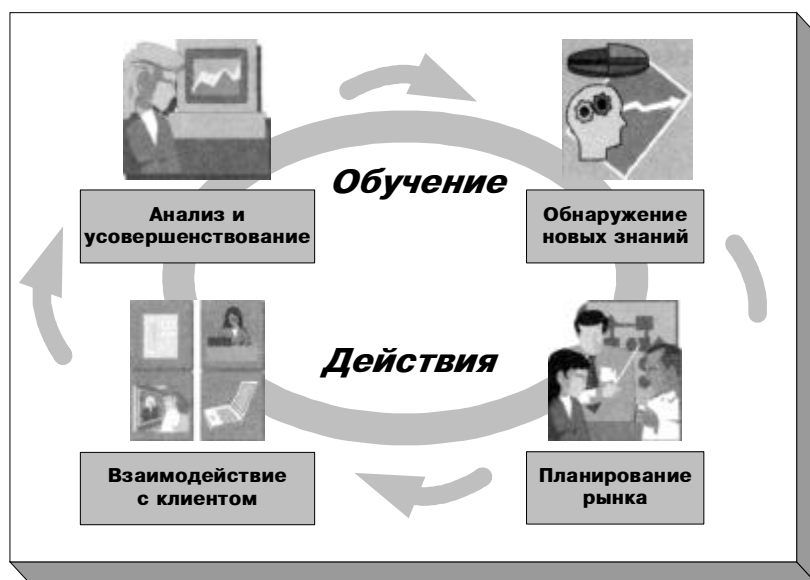 Обучение
Анализ и
усовершенствование
Обнаружение
новых знаний
Действия
Взаимодействие
с клиентом
Планирование
рынка